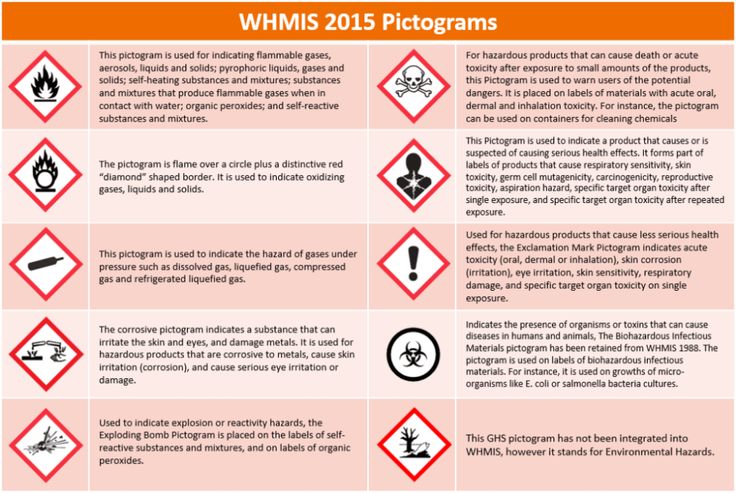 WHMIS 2015 Pictograms
This pictogram is used for indicating flammable gases,
aerosols, liquids and solids; pyrophoric liquids, gases and
solids; self-heating substances and mixtures; substances
and mixtures that produce flammable gases when in
contact with water; organic peroxides; and self-reactive
substances and mixtures.
For hazardous products that can cause death or acute
toxicity after exposure to small amounts of the products,
this Pictogram is used to warn users of the potential
dangers. It is placed on labels of materials with acute oral,
dermal and inhalation toxicity. For instance, the pictogram
can be used on containers for cleaning chemicals
The pictogram is flame over a circle plus a distinctive red
“diamond” shaped border. It is used to indicate oxidizing
gases, liquids and solids.
This Pictogram is used to indicate a product that causes or is
suspected of causing serious health effects. It forms part of
labels of products that cause respiratory sensitivity, skin
toxicity, germ cell mutagenicity, carcinogenicity, reproductive
toxicity, aspiration hazard, specific target organ toxicity after
single exposure, and specific target organ toxicity after repeated
exposure.
This pictogram is used to indicate the hazard of gases under
pressure such as dissolved gas, liquefied gas, compressed
gas and refrigerated liquefied gas.
Used for hazardous products that cause less serious health
effects, the Exclamation Mark Pictogram indicates acute
toxicity (oral, dermal or inhalation), skin corrosion
(irritation), eye irritation, skin sensitivity, respiratory
damage, and specific target organ toxicity on single
exposure.
The corrosive pictogram indicates a substance that can
irritate the skin and eyes, and damage metals. It is used for
hazardous products that are corrosive to metals, cause skin
irritation (corrosion), and cause serious eye irritation or
damage.
Indicates the presence of organisms or toxins that can cause
diseases in humans and animals, The Biohazardous Infectious
Materials pictogram has been retained from WHMIS 1988. The
pictogram is used on labels of biohazardous infectious
materials. For instance, it is used on growths of micro-
organisms like E. coli or salmonella bacteria cultures.
Used to indicate explosion or reactivity hazards, the
Exploding Bomb Pictogram is placed on the labels of self-
reactive substances and mixtures, and on labels of organic
peroxides.
This GHS pictogram has not been integrated into
WHMIS, however it stands for Environmental Hazards.